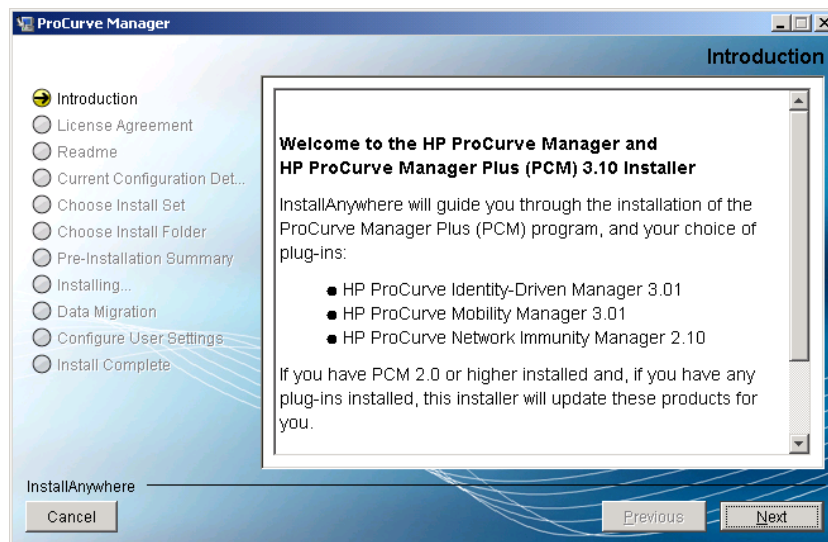 ProCurve Manager
Introduction
Introduction
License Agreement
Readme
Current Configuration Det...
Choose Install Set
Choose Install Folder
Pre-Installation Summary
Installing...
Data Migration
Configure User Settings
Install Complete
Welcome to the HP ProCurve Manager and
HP ProCurve Manager Plus (PCM) 3.10 Installer
InstallAnywhere will guide you through the installation of the
ProCurve Manager Plus (PCM) program, and your choice of
plug-ins:
HP ProCurve Identity-Driven Manager 3.01
HP ProCurve Mobility Manager 3.01
HP ProCurve Network Immunity Manager 2.10
If you have PCM 2.0 or higher installed and, if you have any
plug-ins installed, this installer will update these products for
you.
InstallAnywhere
Cancel
Previous
Next